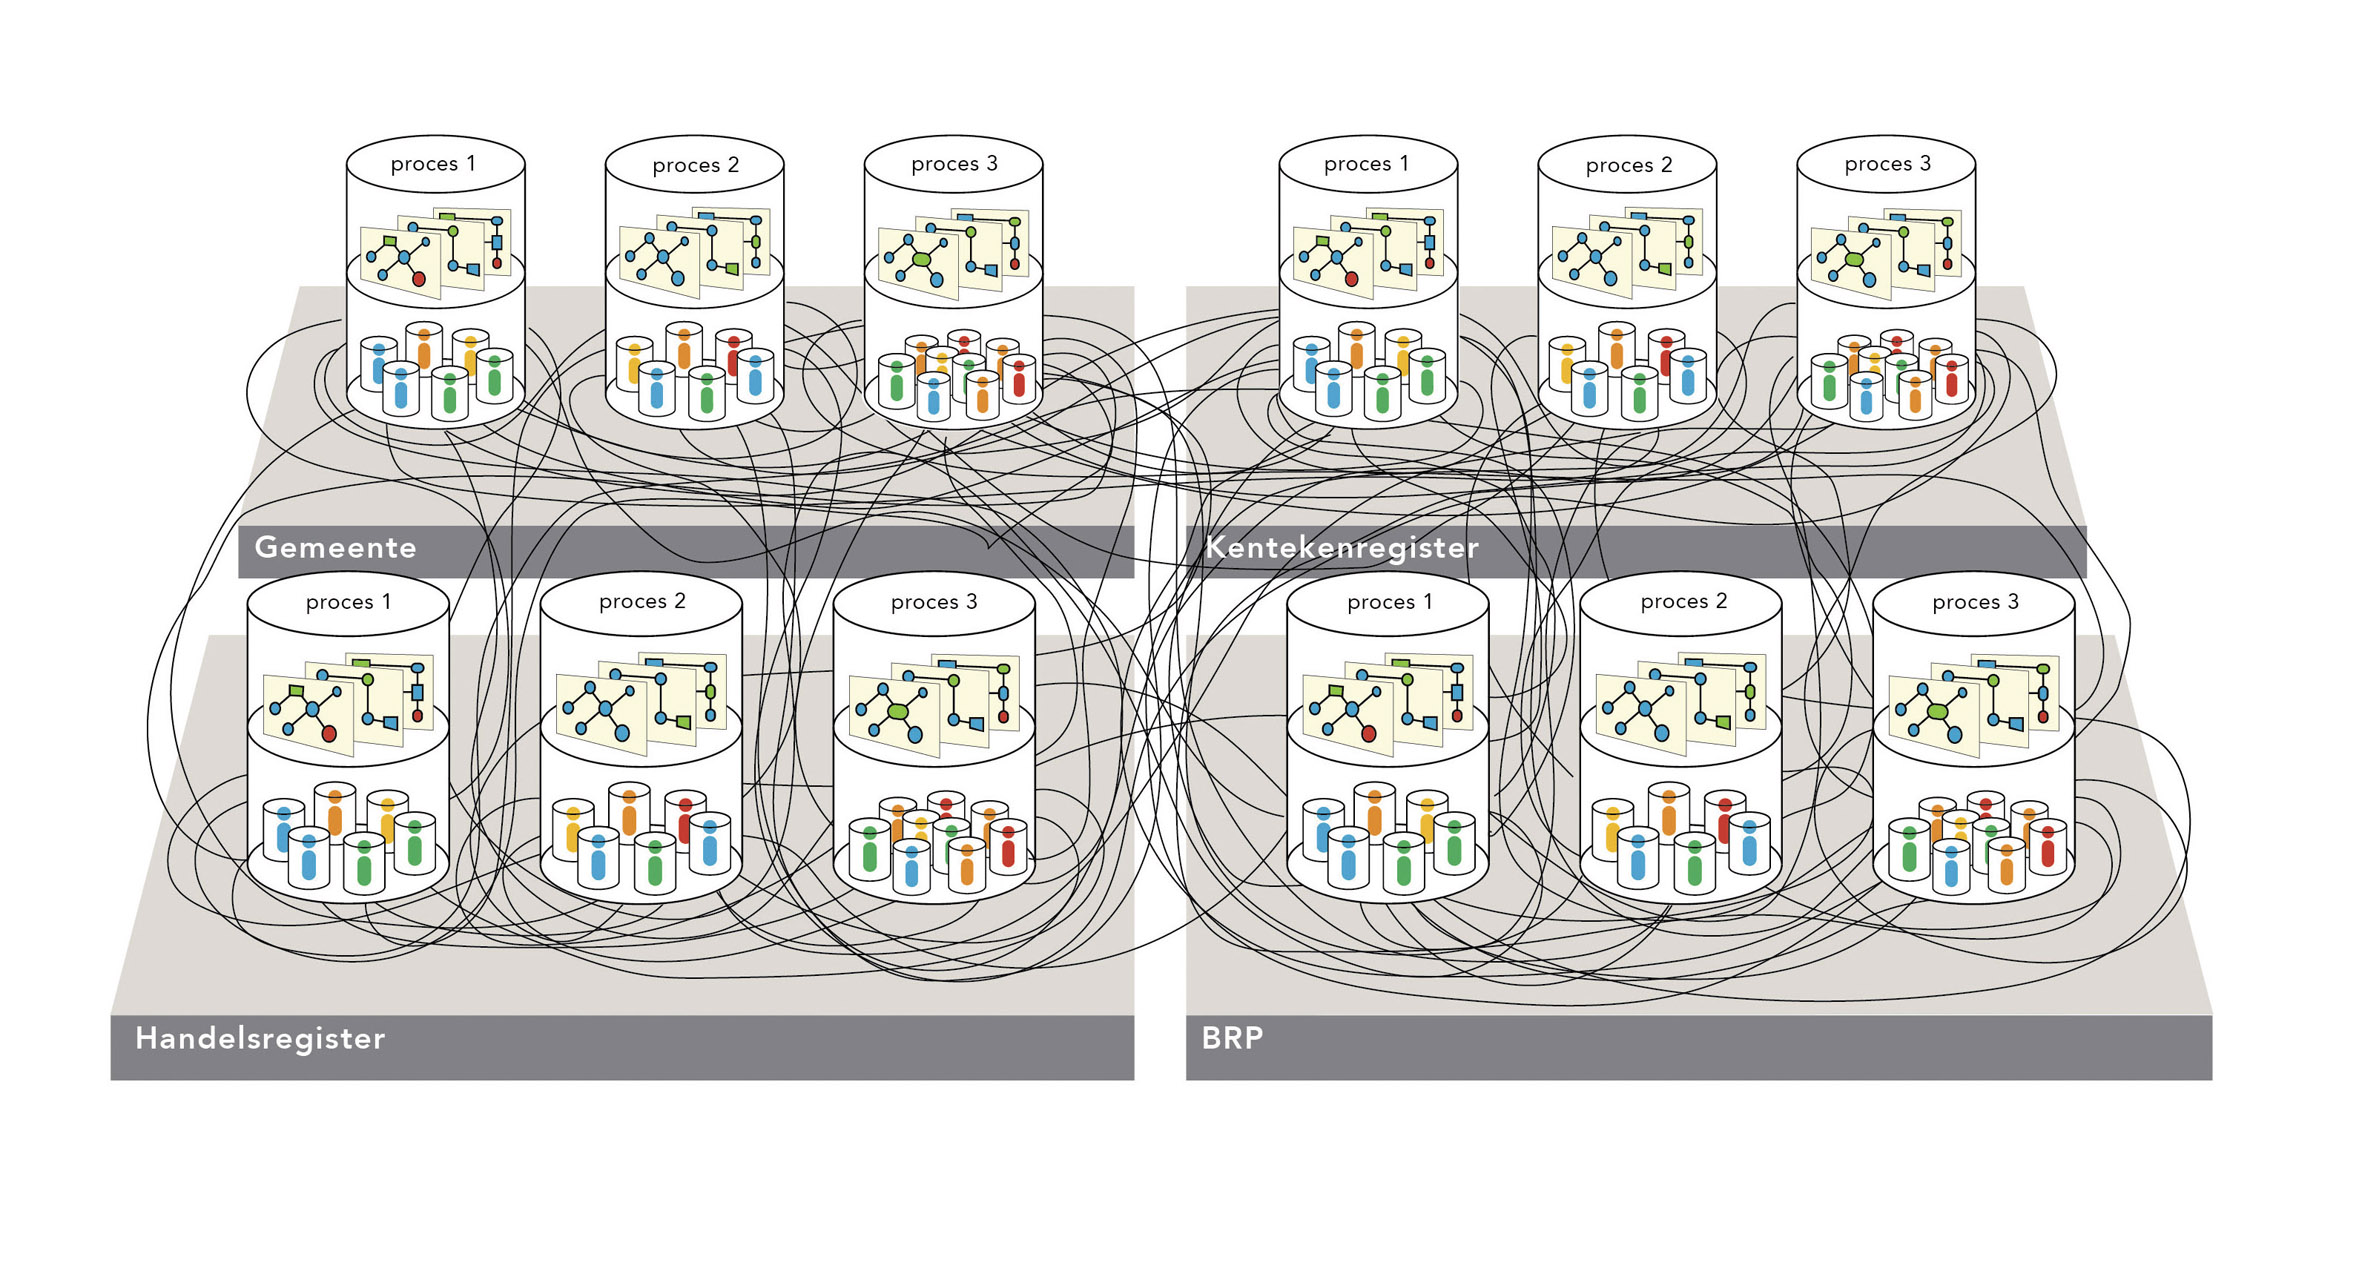 proces 1
proces 2
proces 3
proces 1
proces 2
proces 3
Gemeente
Kentekenregister
proces 1
proces 2
proces 3
proces 1
proces 2
proces 3
Handelsregister
BRP